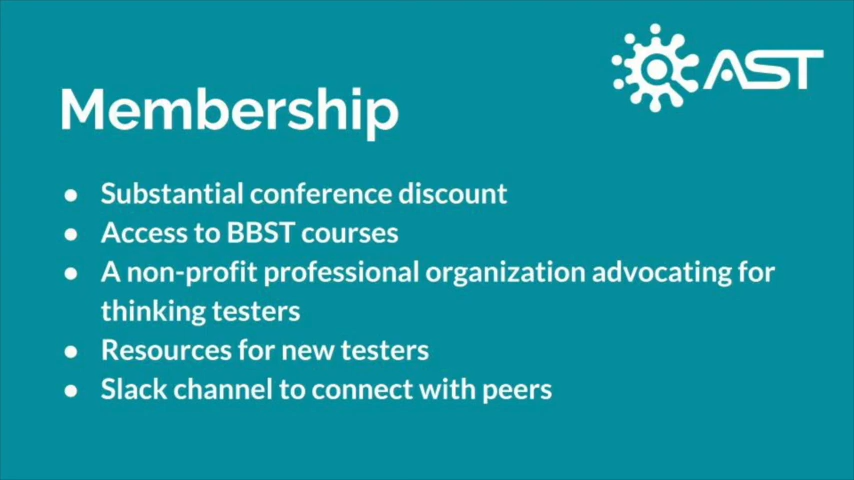 AST
Membership
● Substantial conference discount
● Access to BBST courses
● A non-profit professional organization advocating for
thinking testers
● Resources for new testers
● Slack channel to connect with peers